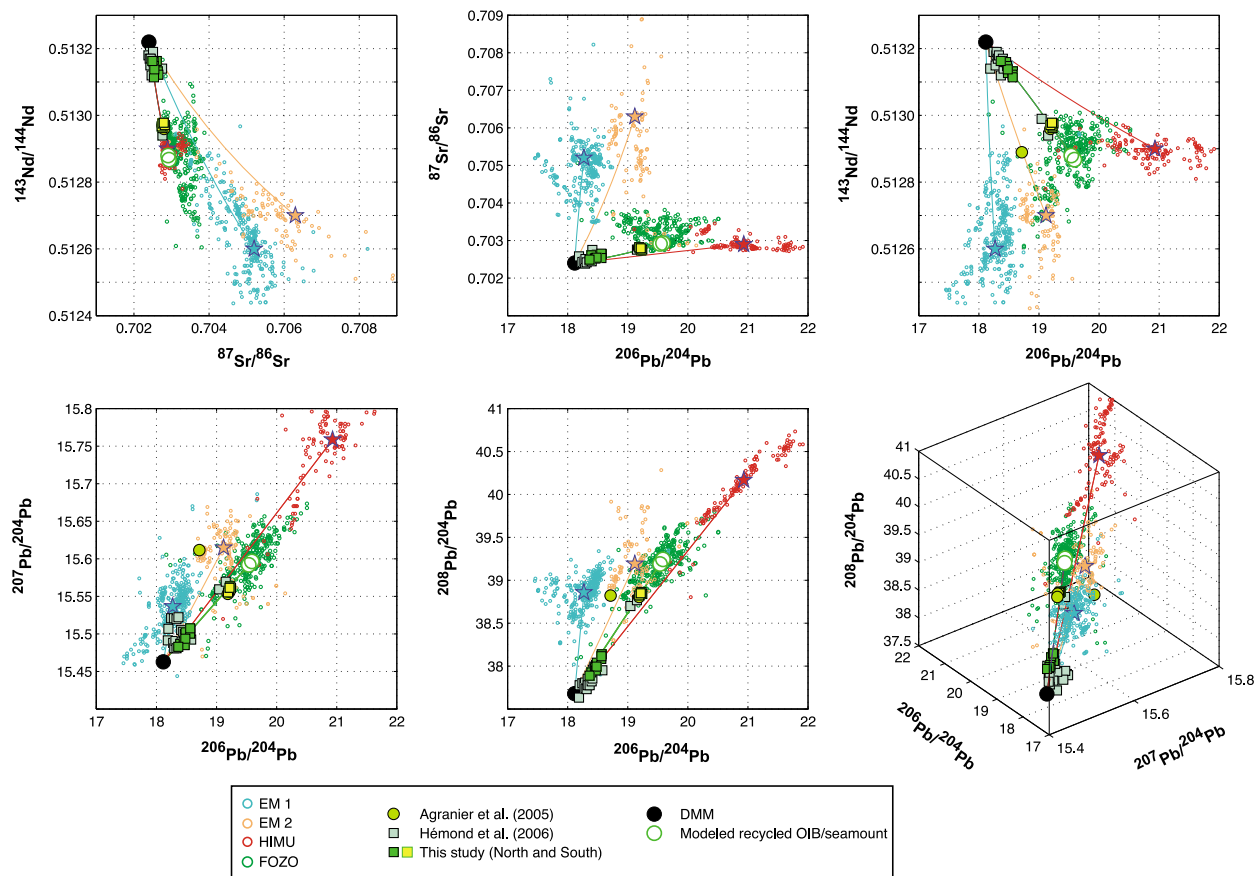 0.5132
0.5130
0.5128
0.5126
0.5124
0.702 0.704 0.706 0.708
143Nd/144Nd
87Sr/86Sr
0.709
0.708
0.707
0.706
0.705
0.704
0.703
0.702
17 18 19 20 21 22
87Sr/86Sr
206Pb/204Pb
0.5132
0.5130
0.5128
0.5126
17 18 19 20 21 22
143Nd/144Nd
206Pb/204Pb
15.8
15.75
15.7
15.65
15.6
15.55
15.5
15.45
17 18 19 20 21 22
207Pb/204Pb
206Pb/204Pb
41
40.5
40
39.5
39
38.5
38
17 18 19 20 21 22
208Pb/204Pb
206Pb/204Pb
41
40.5
40
39.5
39
38.5
38
37.5
22
21
20
19
18
17
15.4
15.6
15.8
208Pb/204Pb
206Pb/204Pb
207Pb/204Pb
EM 1
EM 2
HIMU
FOZO
Agranier et al. (2005)
Hémond et al. (2006)
This study (North and South)
DMM
Modeled recycled OIB/seamount